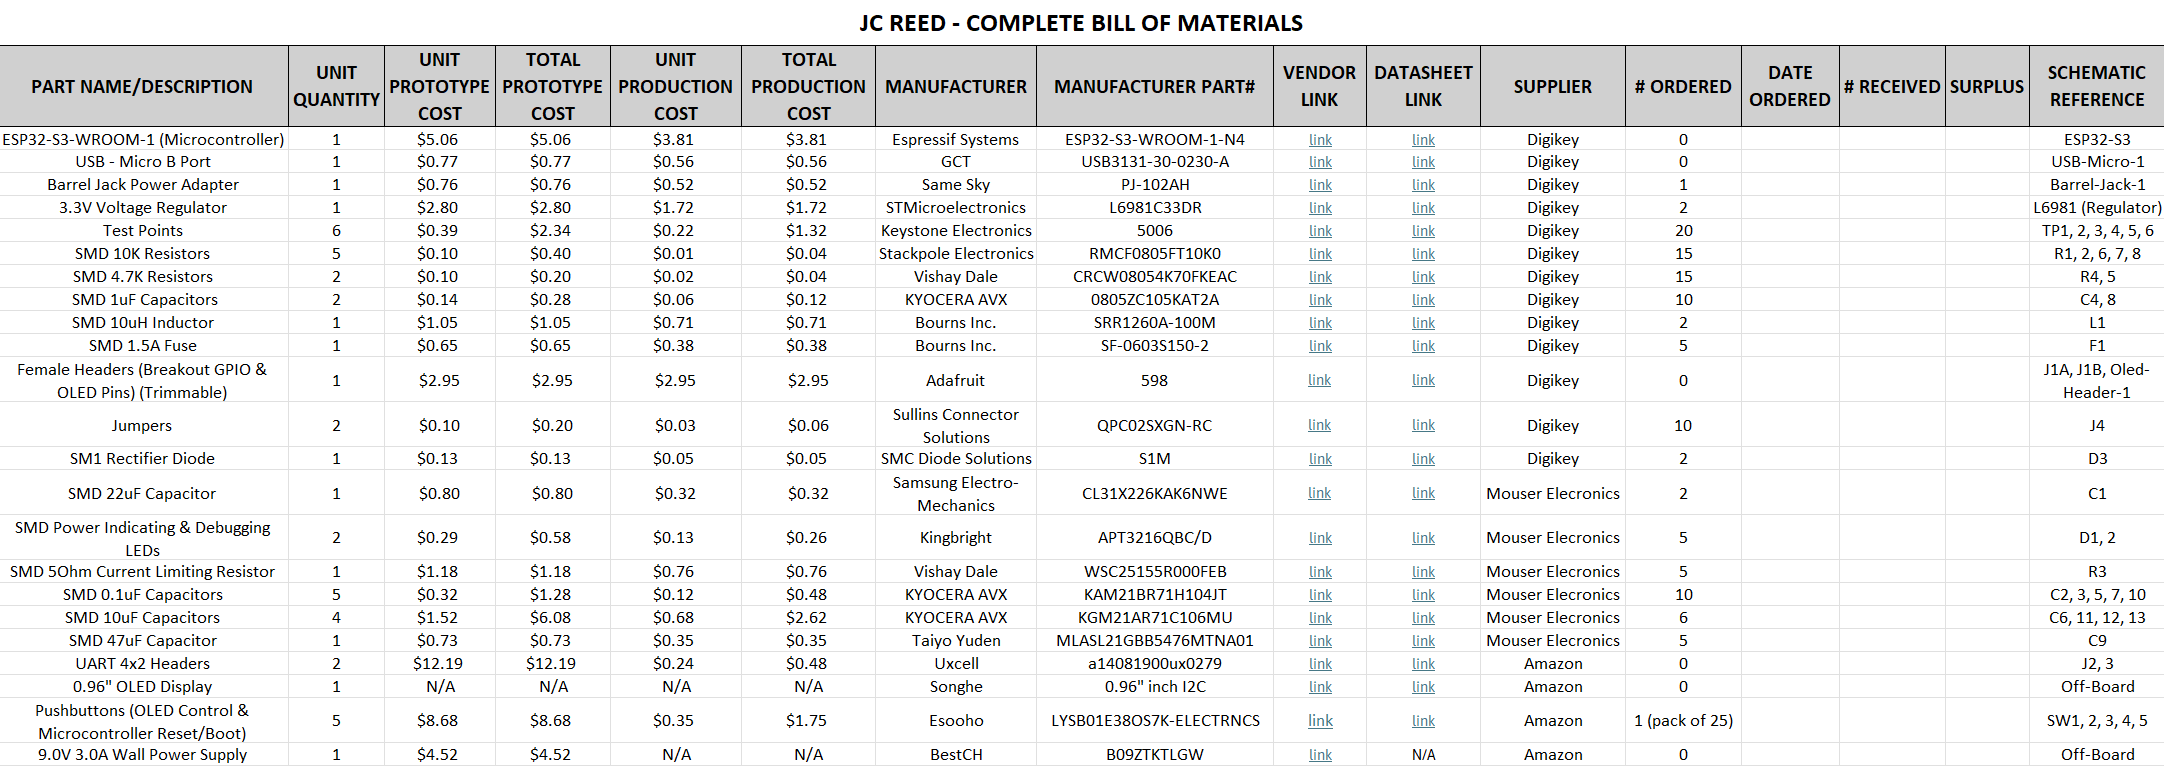 JC REED - COMPLETE BILL OF MATERIALS
PART NAME/DESCRIPTION UNIT QUANTITY UNIT PROTOTYPE COST TOTAL PROTOTYPE COST UNIT PRODUCTION COST TOTAL PRODUCTION COST MANUFACTURER MANUFACTURER PART# VENDOR LINK DATASHEET LINK SUPPLIER # ORDERED DATE ORDERED # RECEIVED SURPLUS SCHEMATIC REFERENCE
ESP32-S3-WROOM-1 (Microcontroller) 1 $5.06 $5.06 $3.81 $3.81 Espressif Systems ESP32-S3-WROOM-1-N4 link link Digikey 0 ESP32-S3
USB - Micro B Port 1 $0.77 $0.77 $0.56 $0.56 GCT USB3131-30-0230-A link link Digikey 0 USB-Micro-1
Barrel Jack Power Adapter 1 $0.76 $0.76 $0.52 $0.52 Same Sky PJ-102AH link link Digikey 1 Barrel-Jack-1
3.3V Voltage Regulator 1 $2.80 $2.80 $1.72 $1.72 STMicroelectronics L6981C33DR link link Digikey 2 L6981 (Regulator)
Test Points 6 $0.39 $2.34 $0.22 $1.32 Keystone Electronics 5006 link link Digikey 20 TP1, 2, 3, 4, 5, 6
SMD 10K Resistors 5 $0.10 $0.40 $0.01 $0.04 Stackpole Electronics RMCF0805FT10K0 link link Digikey 15 R1, 2, 6, 7, 8
SMD 4.7K Resistors 2 $0.10 $0.20 $0.02 $0.04 Vishay Dale CRCW08054K70FKEAC link link Digikey 15 R4, 5
SMD 1uF Capacitors 2 $0.14 $0.28 $0.06 $0.12 KYOCERA AVX 0805ZC105KAT2A link link Digikey 10 C4, 8
SMD 10uH Inductor 1 $1.05 $1.05 $0.71 $0.71 Bourns Inc. SRR1260A-100M link link Digikey 2 L1
SMD 1.5A Fuse 1 $0.65 $0.65 $0.38 $0.38 Bourns Inc. SF-0603S150-2 link link Digikey 5 F1
Female Headers (Breakout GPIO & OLED Pins) (Trimmable) 1 $2.95 $2.95 $2.95 $2.95 Adafruit 598 link link Digikey 0 J1A, J1B, Oled-Header-1
Jumpers 2 $0.10 $0.20 $0.03 $0.06 Sullins Connector Solutions QPC02SXGN-RC link link Digikey 10 J4
SM1 Rectifier Diode 1 $0.13 $0.13 $0.05 $0.05 SMC Diode Solutions S1M link link Digikey 2 D3
SMD 22uF Capacitor 1 $0.80 $0.80 $0.32 $0.32 Samsung Electro-Mechanics CL31X226KAK6NWE link link Mouser Elecronics 2 C1
SMD Power Indicating & Debugging LEDs 2 $0.29 $0.58 $0.13 $0.26 Kingbright APT3216QBC/D link link Mouser Elecronics 5 D1, 2
SMD 5Ohm Current Limiting Resistor 1 $1.18 $1.18 $0.76 $0.76 Vishay Dale WSC25155R000FEB link link Mouser Elecronics 5 R3
SMD 0.1uF Capacitors 5 $0.32 $1.28 $0.12 $0.48 KYOCERA AVX KAM21BR71H104JT link link Mouser Elecronics 10 C2, 3, 5, 7, 10
SMD 10uF Capacitors 4 $1.52 $6.08 $0.68 $2.62 KYOCERA AVX KGM21AR71C106MU link link Mouser Elecronics 6 C6, 11, 12, 13
SMD 47uF Capacitor 1 $0.73 $0.73 $0.35 $0.35 Taiyo Yuden MLASL21GBB5476MTNA01 link link Mouser Elecronics 5 C9
UART 4x2 Headers 2 $12.19 $12.19 $0.24 $0.48 Uxcell a14081900ux0279 link link Amazon 0 J2, 3
0.96" OLED Display 1 N/A N/A N/A N/A Songhe 0.96" inch I2C link link Amazon 0 Off-Board
Pushbuttons (OLED Control & Microcontroller Reset/Boot) 5 $8.68 $8.68 $0.35 $1.75 Esooho LYSB01E38OS7K-ELECTRNCS link link Amazon 1 (pack of 25) SW1, 2, 3, 4, 5
9.0V 3.0A Wall Power Supply 1 $4.52 $4.52 N/A N/A BestCH B09ZTKTLGW link N/A Amazon 0 Off-Board